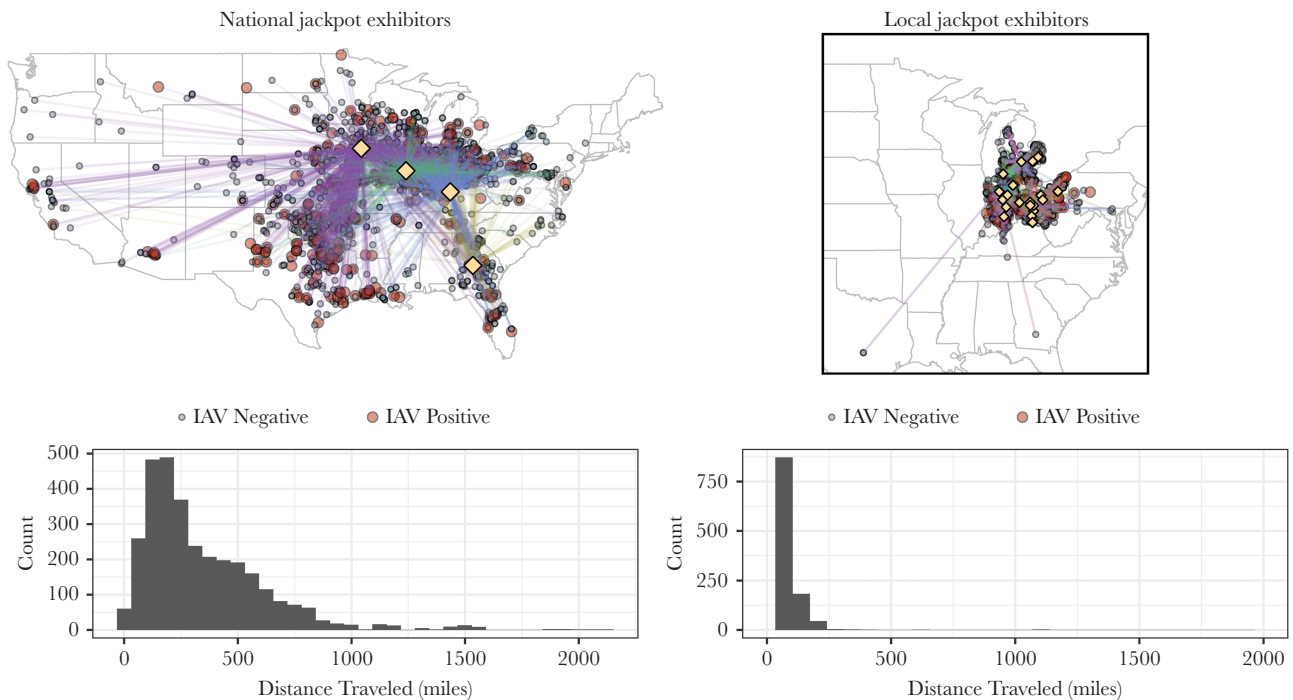 National jackpot exhibitors
Local jackpot exhibitors
IAV Negative
IAV Positive
IAV Negative
IAV Positive
500
400
300
200
100
0
Count
0
500
1000
1500
2000
Distance Traveled (miles)
750
500
250
0
Count
0
500
1000
1500
2000
Distance Traveled (miles)